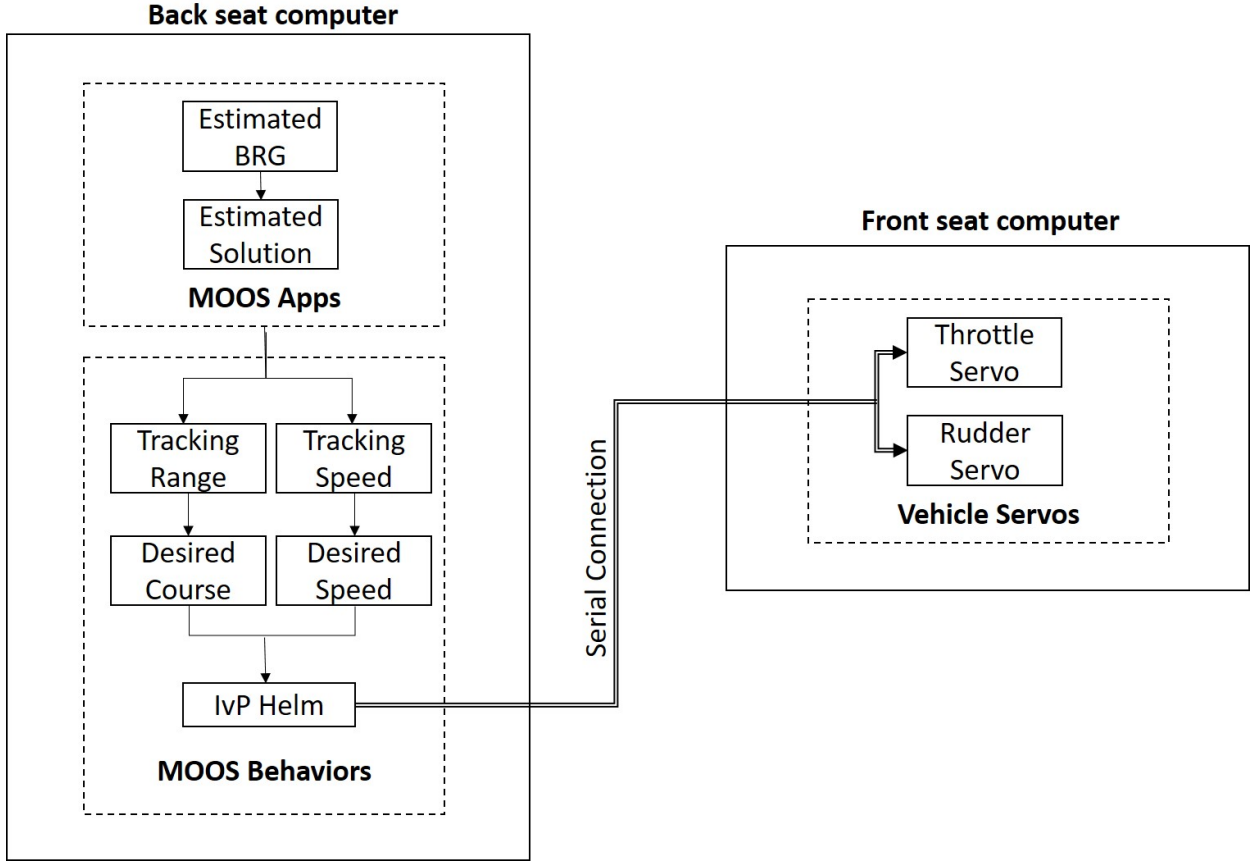 Back seat computer
Estimated
BRG
Estimated
Solution
MOOS Apps
Tracking
Range
Tracking
Speed
Desired
Course
Desired
Speed
IvP Helm
MOOS Behaviors
Serial Connection
Front seat computer
Throttle
Servo
Rudder
Servo
Vehicle Servos